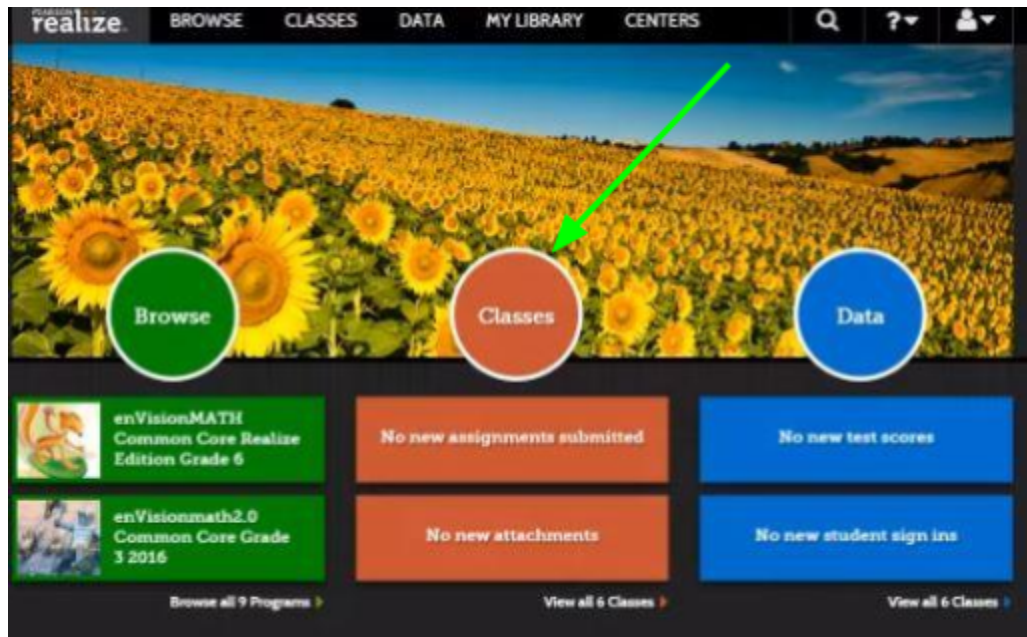 PEARSON
realize.
BROWSE CLASSES DATA MY LIBRARY CENTERS ?
Browse
Classes
Data
enVisionMATH
Common Core Realize
Edition Grade 6
enVisionmath2.0
Common Core Grade
3 2016
Browse all 9 Programs
No new assignments submitted
No new attachments
View all 6 Classes
No new test scores
No new student sign ins
View all 6 Classes